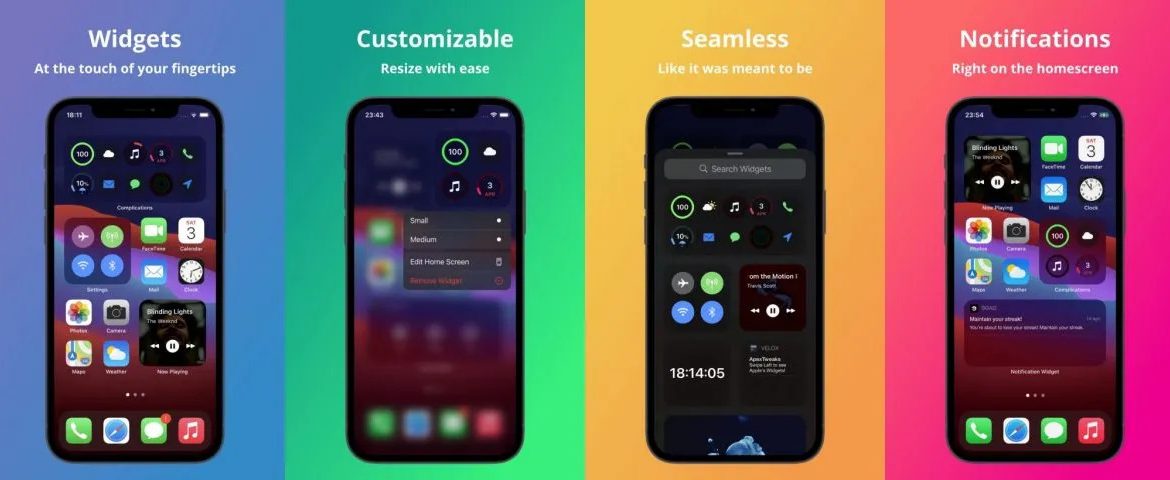 Widgets
At the touch of your fingertips
18:11
100
3
APR
10%
Complications
SAT
3
FaceTime
Calendar
Settings
Mail
Clock
Blinding Lights
The Weeknd
Photos
Camera
Maps
Weather
Now Playing
1
Customizable
Resize with ease
23:43
100
3
APR
Small
Medium
Edit Home Screen
Remove Widget
Seamless
Like it was meant to be
Search Widgets
100
3
APR
10%
om the Motion P
Travis Scott
VELOX
ApexTweaks
Swipe Left to see
Apple's Widgets!
18:14:05
Notifications
Right on the homescreen
23:54
Blinding Lights
The Weeknd
SAT
3
FaceTime
Calendar
Now Playing
Mail
Clock
100
3
APR
Photos
Camera
Maps
Weather
Complications
Maintain your streak!
You're about to lose your streak! Maintain your streak.
Notification Widget